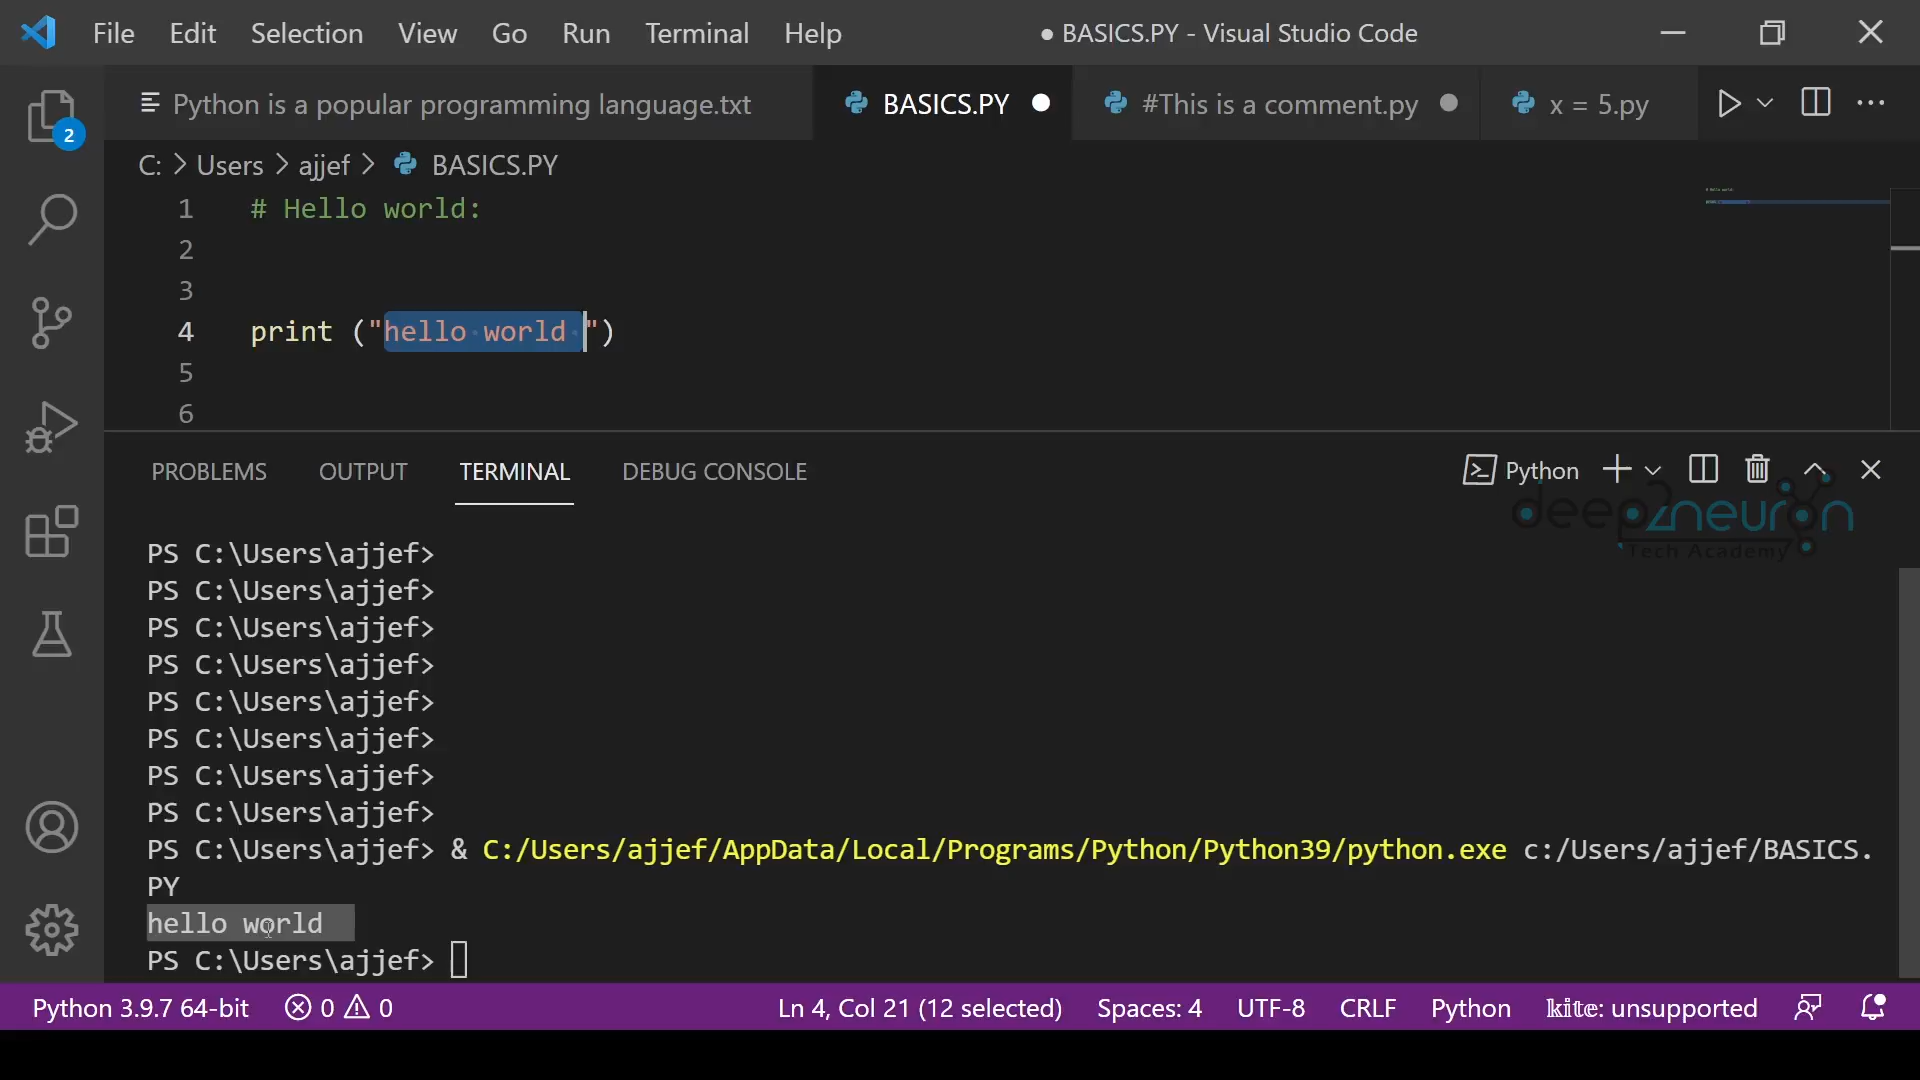 File Edit Selection View Go Run Terminal Help ● BASICS.PY - Visual Studio Code
Python is a popular programming language.txt BASICS.PY #This is a comment.py x = 5.py
2
C: > Users > ajjef > BASICS.PY
1 # Hello world:
2
3
4 print ("hello world ")
5
6
PROBLEMS OUTPUT TERMINAL DEBUG CONSOLE Python
deep2neuron
Tech Academy
PS C:\Users\ajjef>
PS C:\Users\ajjef>
PS C:\Users\ajjef>
PS C:\Users\ajjef>
PS C:\Users\ajjef>
PS C:\Users\ajjef>
PS C:\Users\ajjef>
PS C:\Users\ajjef>
PS C:\Users\ajjef> & C:/Users/ajjef/AppData/Local/Programs/Python/Python39/python.exe c:/Users/ajjef/BASICS.
PY
hello world
PS C:\Users\ajjef>
Python 3.9.7 64-bit 0 0 Ln 4, Col 21 (12 selected) Spaces: 4 UTF-8 CRLF Python kite: unsupported